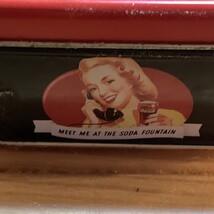 MEET ME AT THE SODA FOUNTAIN